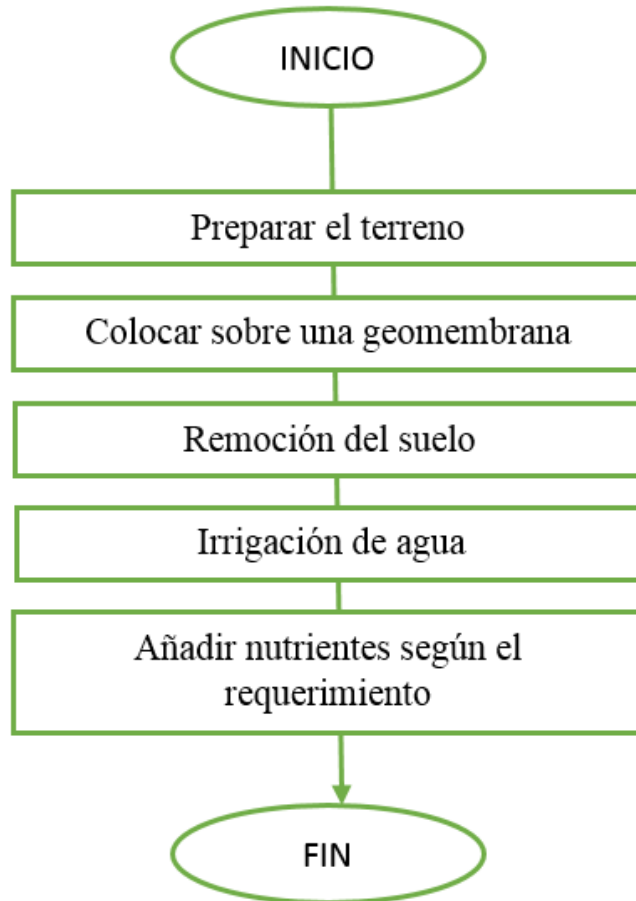 INICIO
Preparar el terreno
Colocar sobre una geomembrana
Remoción del suelo
Irrigación de agua
Añadir nutrientes según el
requerimiento
FIN